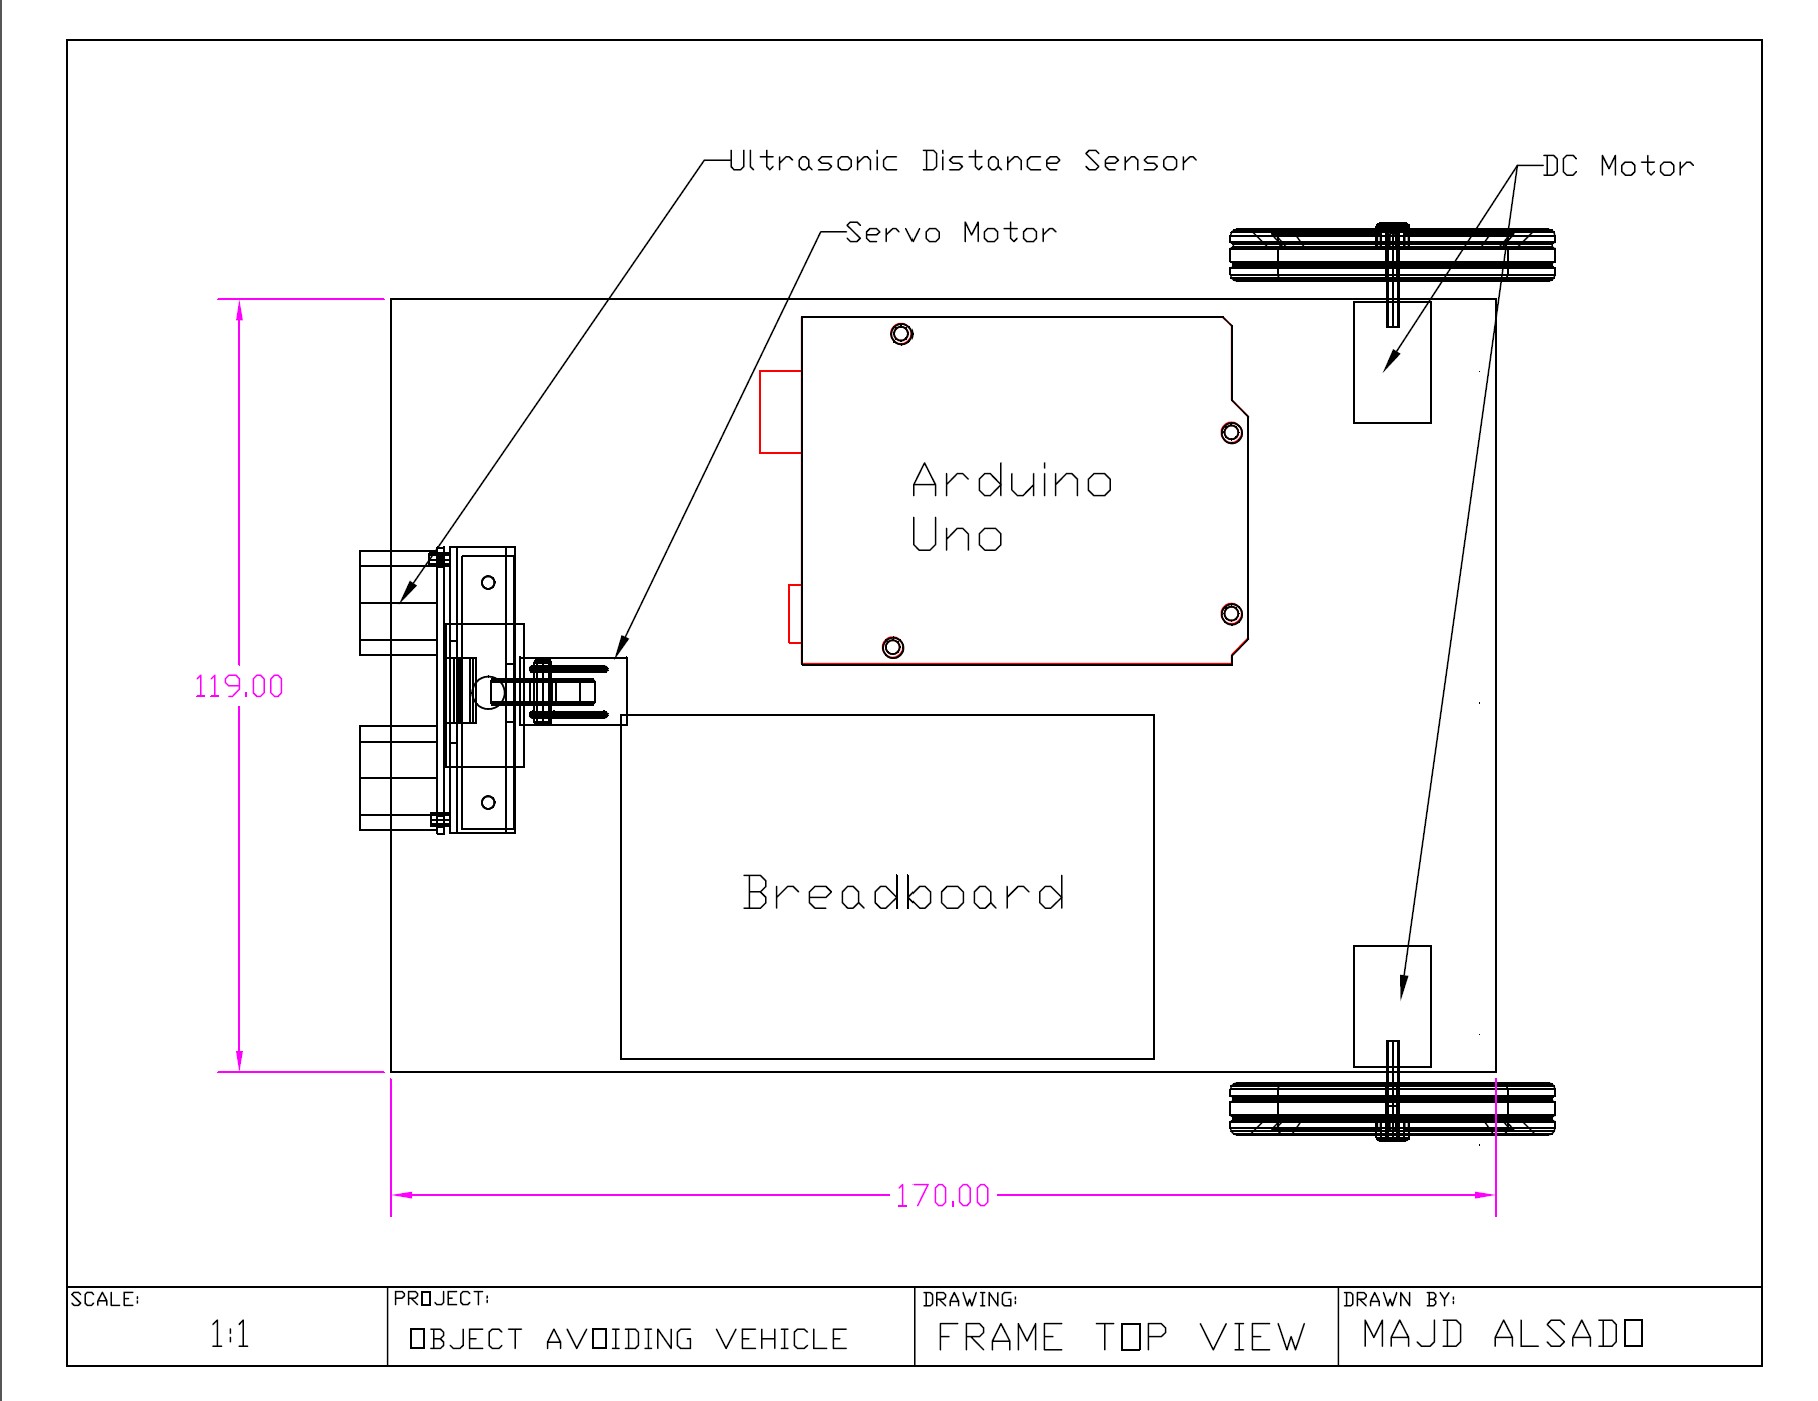 Ultrasonic Distance Sensor
DC Motor
Servo Motor
Arduino
Uno
119.00
Breadboard
170.00
SCALE:
1:1
PROJECT:
OBJECT AVOIDING VEHICLE
DRAWING:
FRAME TOP VIEW
DRAWN BY:
MAJD ALSADO